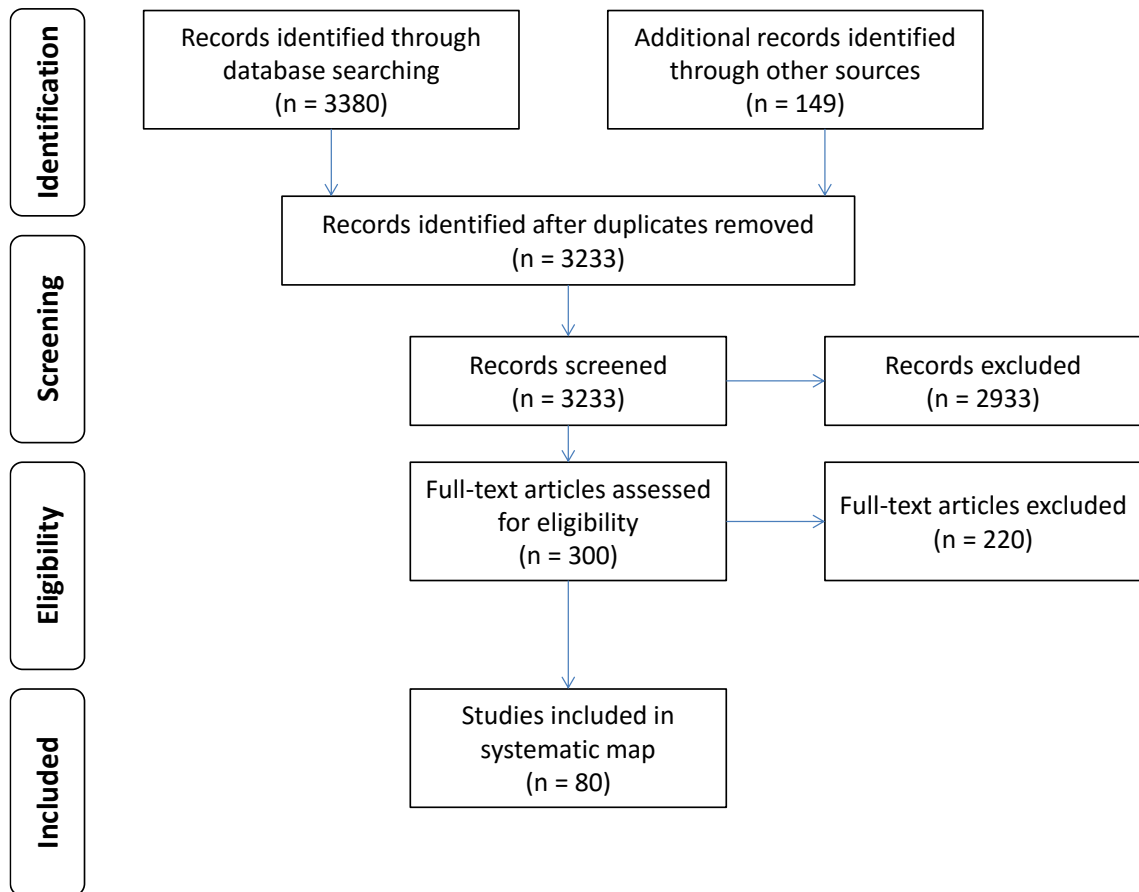 Identification
Records identified through
database searching
(n = 3380)
Additional records identified
through other sources
(n = 149)
Records identified after duplicates removed
(n = 3233)
Screening
Records screened
(n = 3233)
Records excluded
(n = 2933)
Eligibility
Full-text articles assessed
for eligibility
(n = 300)
Full-text articles excluded
(n = 220)
Included
Studies included in
systematic map
(n = 80)